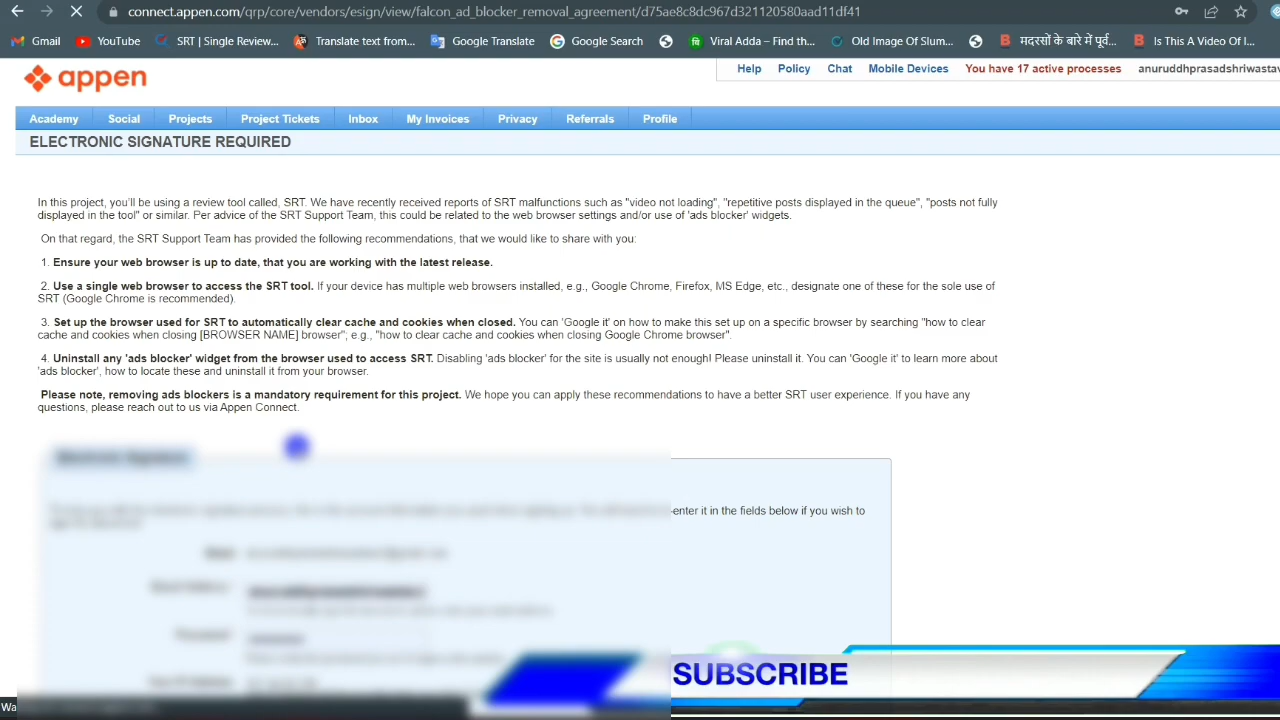 connect.appen.com/qrp/core/vendors/esign/view/falcon_ad_blocker_removal_agreement/d75ae8c8dc967d321120580aad11df41
Gmail YouTube SRT | Single Review... Translate text from... Google Translate Google Search Viral Adda – Find th... Old Image Of Slum... मदरसों के बारे में पूर्व... Is This A Video Of I...
appen
Help Policy Chat Mobile Devices You have 17 active processes anuruddhprasadshriwastav
Academy Social Projects Project Tickets Inbox My Invoices Privacy Referrals Profile
ELECTRONIC SIGNATURE REQUIRED
In this project, you'll be using a review tool called, SRT. We have recently received reports of SRT malfunctions such as "video not loading", "repetitive posts displayed in the queue", "posts not fully
displayed in the tool" or similar. Per advice of the SRT Support Team, this could be related to the web browser settings and/or use of 'ads blocker' widgets.
On that regard, the SRT Support Team has provided the following recommendations, that we would like to share with you:
1. Ensure your web browser is up to date, that you are working with the latest release.
2. Use a single web browser to access the SRT tool. If your device has multiple web browsers installed, e.g., Google Chrome, Firefox, MS Edge, etc., designate one of these for the sole use of
SRT (Google Chrome is recommended).
3. Set up the browser used for SRT to automatically clear cache and cookies when closed. You can 'Google it' on how to make this set up on a specific browser by searching "how to clear
cache and cookies when closing [BROWSER NAME] browser"; e.g., "how to clear cache and cookies when closing Google Chrome browser".
4. Uninstall any 'ads blocker' widget from the browser used to access SRT. Disabling 'ads blocker' for the site is usually not enough! Please uninstall it. You can 'Google it' to learn more about
'ads blocker', how to locate these and uninstall it from your browser.
Please note, removing ads blockers is a mandatory requirement for this project. We hope you can apply these recommendations to have a better SRT user experience. If you have any
questions, please reach out to us via Appen Connect.
Electronic Signature
-enter it in the fields below if you wish to
SUBSCRIBE
Wa